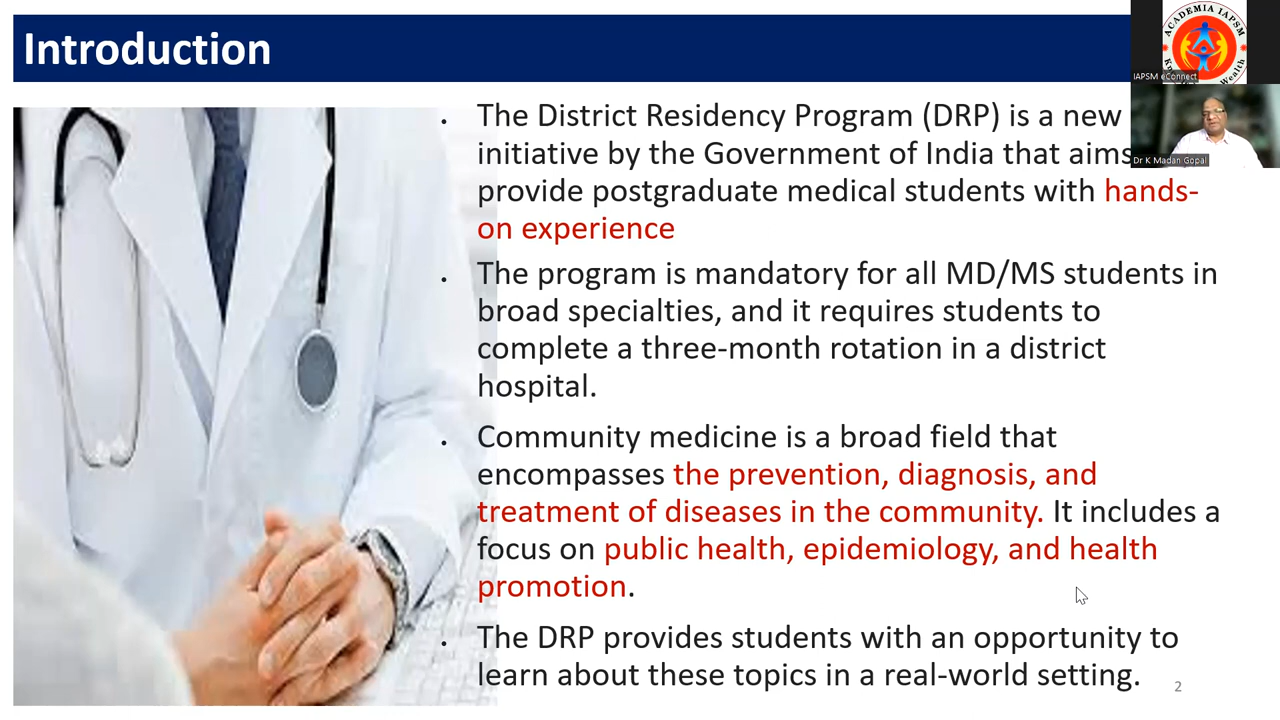 Introduction
ACADEMIA IAPSM
IAPSM eConnect
Dr K Madan Gopal
• The District Residency Program (DRP) is a new
initiative by the Government of India that aims
provide postgraduate medical students with hands-
on experience
• The program is mandatory for all MD/MS students in
broad specialties, and it requires students to
complete a three-month rotation in a district
hospital.
• Community medicine is a broad field that
encompasses the prevention, diagnosis, and
treatment of diseases in the community. It includes a
focus on public health, epidemiology, and health
promotion.
• The DRP provides students with an opportunity to
learn about these topics in a real-world setting.
2